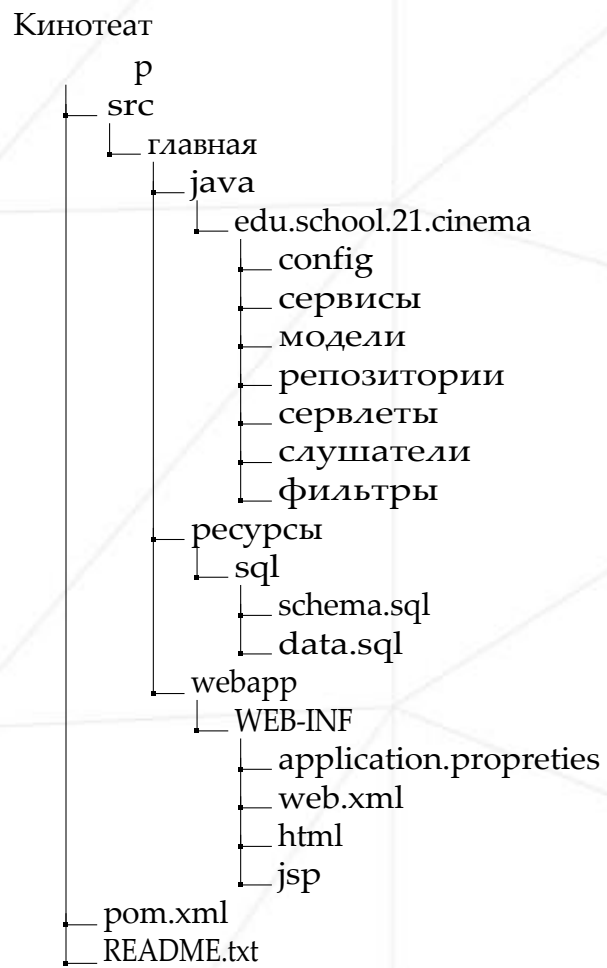 Кинотеат
р
src
главная
java
edu.school.21.cinema
config
сервисы
модели
репозитории
сервлеты
слушатели
фильтры
ресурсы
sql
schema.sql
data.sql
webapp
WEB-INF
application.propreties
web.xml
html
jsp
pom.xml
README.txt